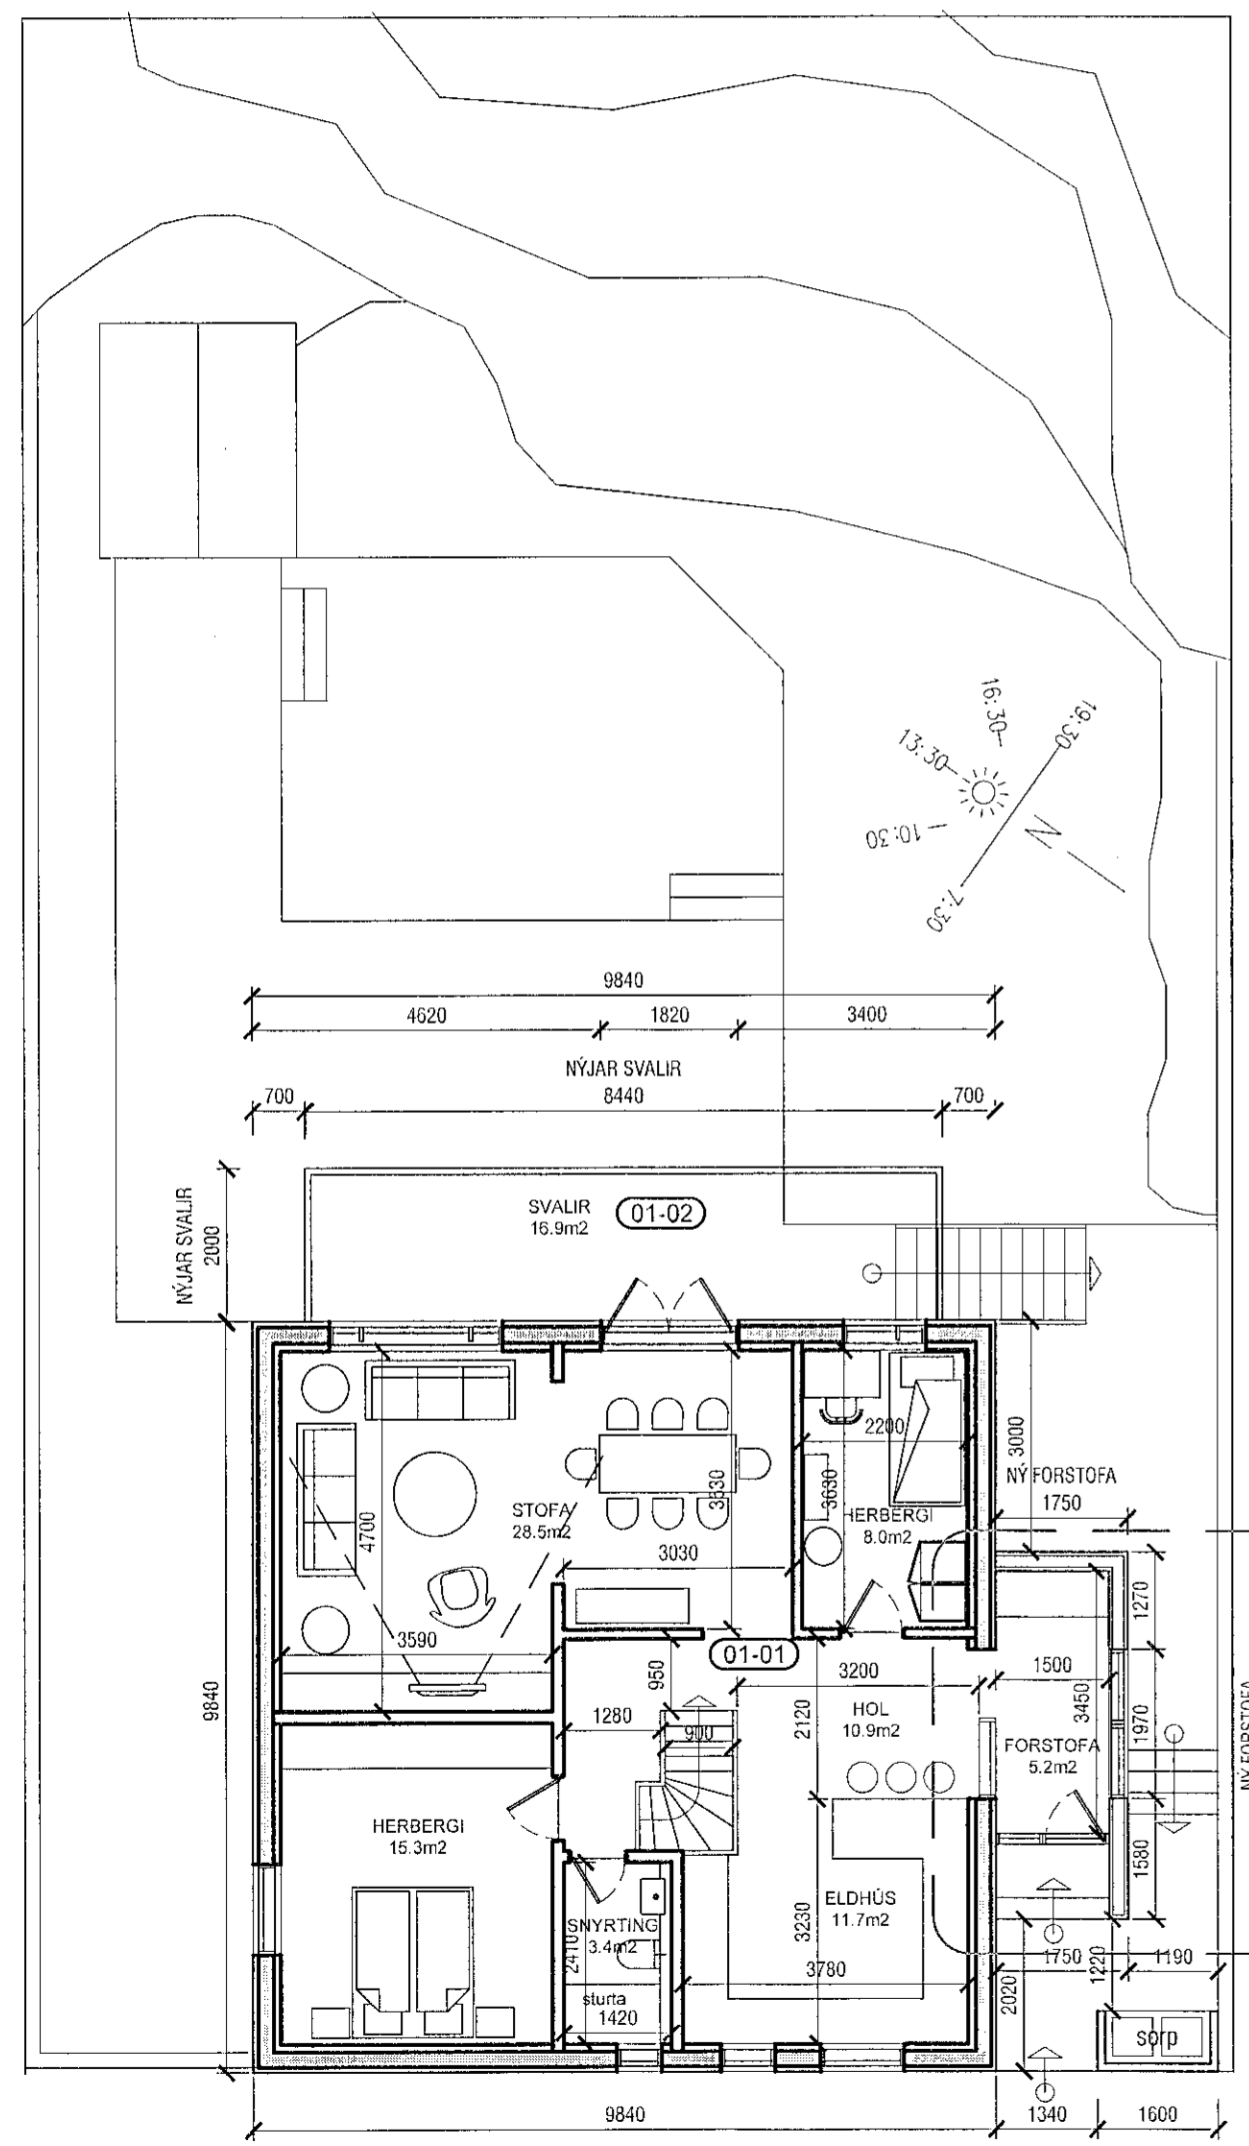 16:30
19:30
13:30
10:30
N
7:30
9840
4620 1820 3400
NÝJAR SVALIR
700 8440 700
NÝJAR SVALIR
2000
SVALIR
16.9m2
01-02
2200
3000
NÝ FORSTOFA
1750
STOFA
28.5m2
3630
3630
HERBERGI
8.0m2
4700
3030
1270
3590
01-01
950
3200
1500
3450
HOL
10.9m2
2120
1280
900
1970
FORSTOFA
5.2m2
NÝ FORSTOFA
9840
HERBERGI
15.3m2
1580
ELDHÚS
11.7m2
SNYRTING
3.4m2
2410
3230
3780
1750
1220
1190
2020
sturta
1420
sorp
9840 1340 1600